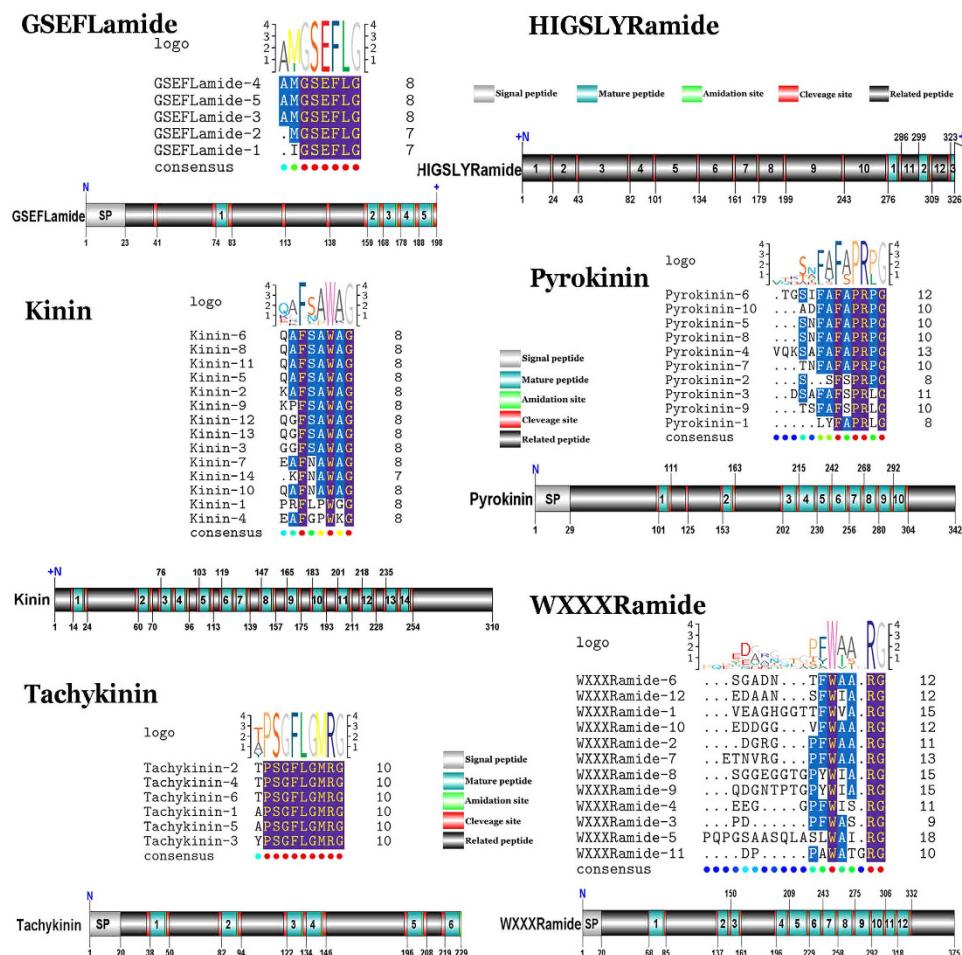 GSEFLamide
logo
GSEFLamide-4 AMGSEFLG 8
GSEFLamide-5 AMGSEFLG 8
GSEFLamide-3 AMGSEFLG 8
GSEFLamide-2 .MGSEFLG 7
GSEFLamide-1 .IGSEFLG 7
consensus
N +
GSEFLamide SP 1 2 3 4 5
1 23 41 74 83 113 138 159 168 178 188 198
HIGSLYRamide
Signal peptide Mature peptide Amidation site Cleveage site Related peptide
+N 286 299 323
HIGSLYRamide 1 2 3 4 5 6 7 8 9 10 1 11 2 12 3
1 24 43 82 101 134 161 179 199 243 276 309 326
Kinin
logo
Kinin-6 QAFSAWAG 8
Kinin-8 QAFSAWAG 8
Kinin-11 QAFSAWAG 8
Kinin-5 QAFSAWAG 8
Kinin-2 KAFSAWAG 8
Kinin-9 KPFSAWAG 8
Kinin-12 QGFSAWAG 8
Kinin-13 QGFSAWAG 8
Kinin-3 GGFSAWAG 8
Kinin-7 EAFNAWAG 8
Kinin-14 .KFNAWAG 7
Kinin-10 QAFNAWAG 8
Kinin-1 PRFLPWGG 8
Kinin-4 EAFGPWKG 8
consensus
+N 76 103 119 147 165 183 201 218 235
Kinin 1 2 3 4 5 6 7 8 9 10 11 12 13 14
1 14 24 60 70 96 113 139 157 175 193 211 228 254 310
Pyrokinin
logo
Signal peptide
Mature peptide
Amidation site
Cleveage site
Related peptide
Pyrokinin-6 .TGSIFAFAPRPG 12
Pyrokinin-10 ...ADFAFAPRPG 10
Pyrokinin-5 ...SNFAFAPRPG 10
Pyrokinin-8 ...SNFAFAPRPG 10
Pyrokinin-4 VQKSAFAFAPRPG 13
Pyrokinin-7 ...TNFAFAPRPG 10
Pyrokinin-2 ...S..SFSPRPG 8
Pyrokinin-3 ..DSAFAFSPRLG 11
Pyrokinin-9 ...TSFAFSPRLG 10
Pyrokinin-1 .....LYFAPRLG 8
consensus
N 111 163 215 242 268 292
Pyrokinin SP 1 2 3 4 5 6 7 8 9 10
1 29 101 125 153 202 230 256 281 304 342
Tachykinin
logo
Tachykinin-2 TPSGFLGMRG 10
Tachykinin-4 TPSGFLGMRG 10
Tachykinin-6 TPSGFLGMRG 10
Tachykinin-1 APSGFLGMRG 10
Tachykinin-5 APSGFLGMRG 10
Tachykinin-3 YPSGFLGMRG 10
consensus
Signal peptide
Mature peptide
Amidation site
Cleveage site
Related peptide
N
Tachykinin SP 1 2 3 4 5 6
1 20 38 50 82 94 122 134 146 196 208 219 229
WXXXRamide
logo
WXXXRamide-6 ...SGADN...TFWAA.RG 12
WXXXRamide-12 ...EDAAN...SFWIA.RG 12
WXXXRamide-1 ...VEAGHGGTTFWVA.RG 15
WXXXRamide-10 ...EDDGG...VFWAA.RG 12
WXXXRamide-2 ....DGRG...PFWAA.RG 11
WXXXRamide-7 ..ETNVRG...PFWAA.RG 13
WXXXRamide-8 ...SGGEGGTGPYWIA.RG 15
WXXXRamide-9 ...QDGNTPTGPYWIA.RG 15
WXXXRamide-4 ...EEG....GPFWIS.RG 11
WXXXRamide-3 ....PD.....PFWAS.RG 9
WXXXRamide-5 PQPGSAASQLASLWAI.RG 18
WXXXRamide-11 ....DP.....PAWATGRG 10
consensus
N 150 209 243 275 306 332
WXXXRamide SP 1 2 3 4 5 6 7 8 9 10 11 12
1 20 68 85 139 161 196 229 258 290 318 375